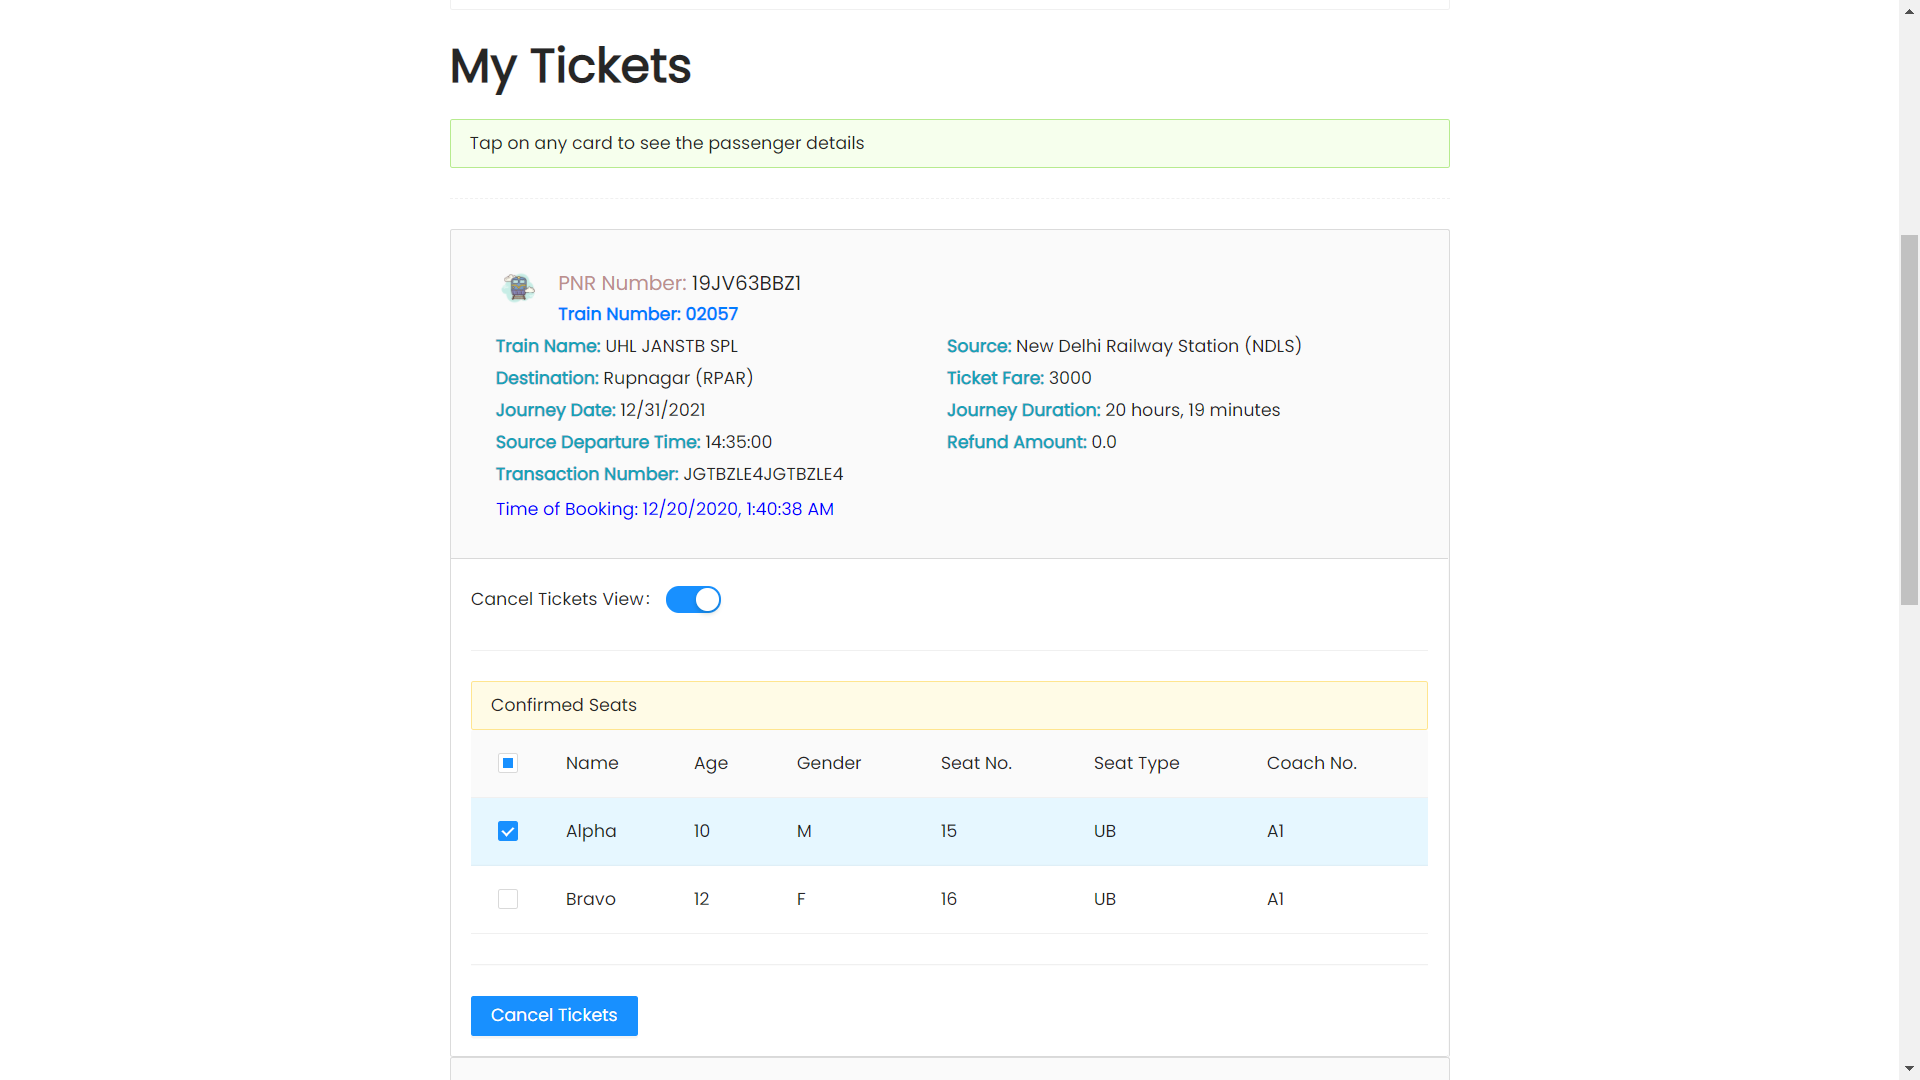 My Tickets
Tap on any card to see the passenger details
PNR Number: 19JV63BBZ1
Train Number: 02057
Train Name: UHL JANSTB SPL
Source: New Delhi Railway Station (NDLS)
Destination: Rupnagar (RPAR)
Ticket Fare: 3000
Journey Date: 12/31/2021
Journey Duration: 20 hours, 19 minutes
Source Departure Time: 14:35:00
Refund Amount: 0.0
Transaction Number: JGTBZLE4JGTBZLE4
Time of Booking: 12/20/2020, 1:40:38 AM
Cancel Tickets View:
Confirmed Seats
Name Age Gender Seat No. Seat Type Coach No.
Alpha 10 M 15 UB A1
Bravo 12 F 16 UB A1
Cancel Tickets